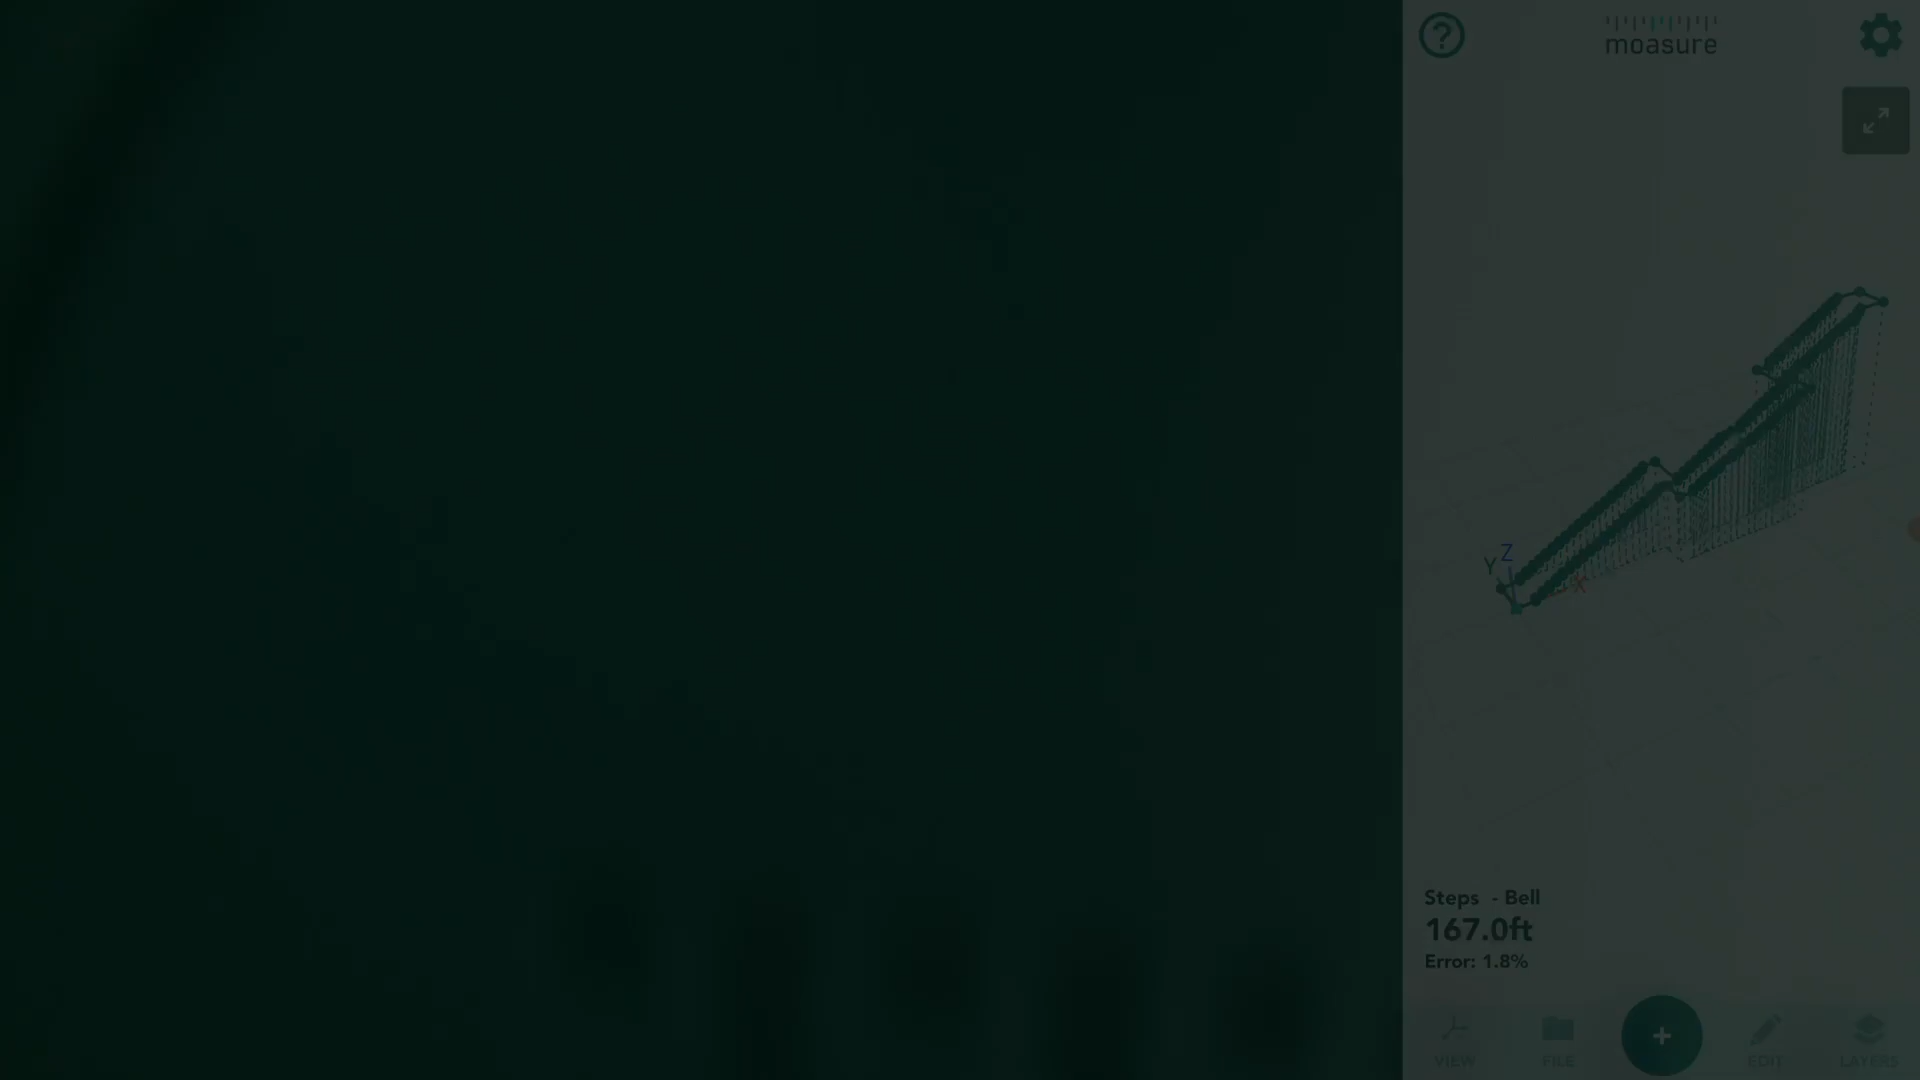 ?
moasure
Z
Y
X
Steps - Bell
167.0ft
Error: 1.8%
+
VIEW
FILE
EDIT
LAYERS